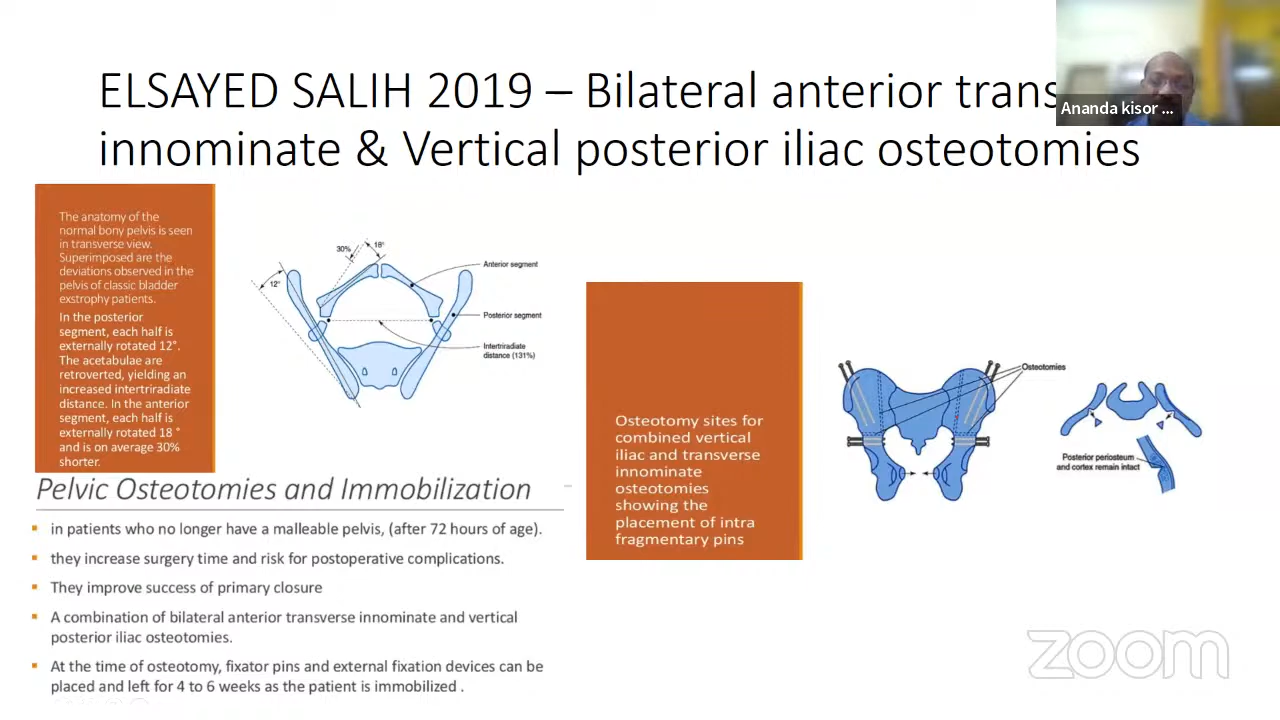 ELSAYED SALIH 2019 – Bilateral anterior trans
innominate & Vertical posterior iliac osteotomies
Ananda kisor ...
The anatomy of the
normal bony pelvis is seen
in transverse view.
Superimposed are the
deviations observed in the
pelvis of classic bladder
exstrophy patients.
In the posterior
segment, each half is
externally rotated 12°.
The acetabulae are
retroverted, yielding an
increased intertriradiate
distance. In the anterior
segment, each half is
externally rotated 18 °
and is on average 30%
shorter.
30%
18°
12°
Anterior segment
Posterior segment
Intertriradiate
distance (131%)
Osteotomy sites for
combined vertical
iliac and transverse
innominate
osteotomies
showing the
placement of intra
fragmentary pins
Osteotomies
Posterior periosteum
and cortex remain intact
Pelvic Osteotomies and Immobilization
in patients who no longer have a malleable pelvis, (after 72 hours of age).
they increase surgery time and risk for postoperative complications.
They improve success of primary closure
A combination of bilateral anterior transverse innominate and vertical
posterior iliac osteotomies.
At the time of osteotomy, fixator pins and external fixation devices can be
placed and left for 4 to 6 weeks as the patient is immobilized .
zoom